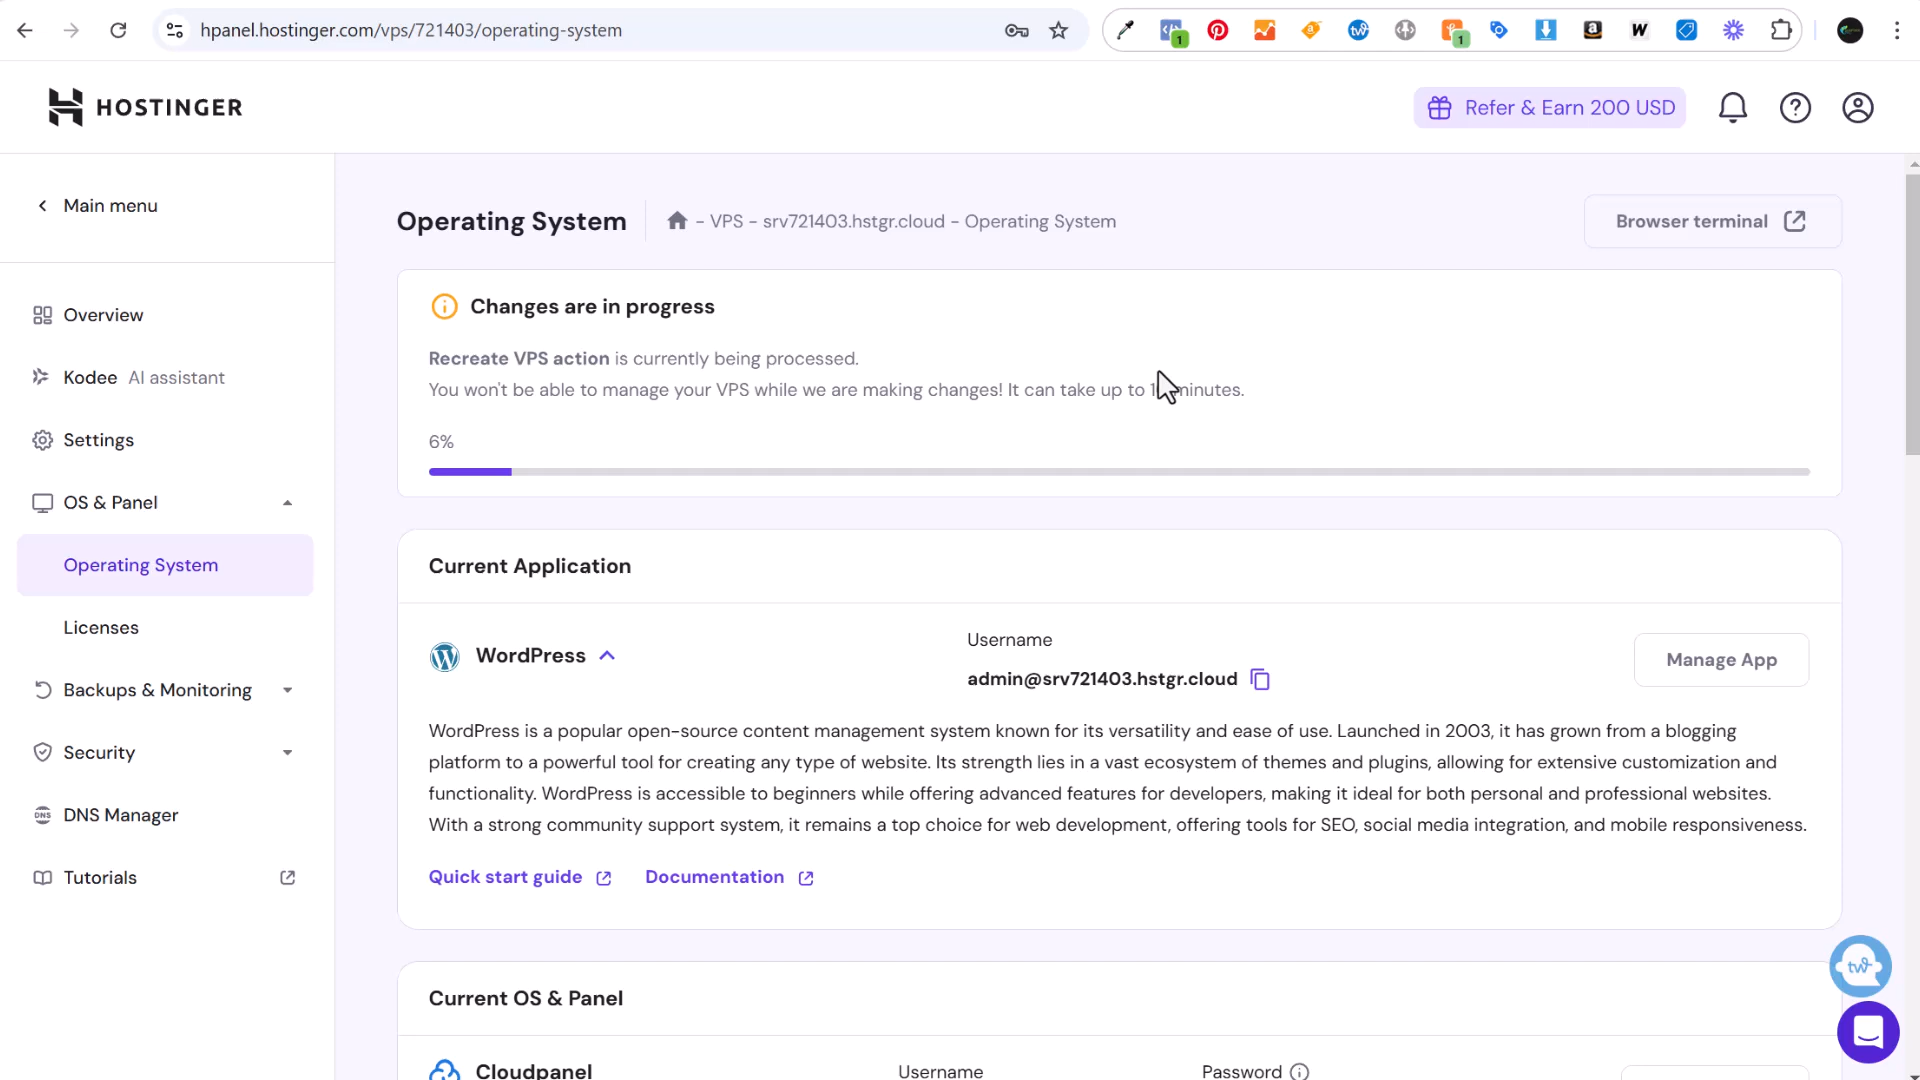 hpanel.hostinger.com/vps/721403/operating-system
1
1
a
W
HOSTINGER
Refer & Earn 200 USD
Main menu
Operating System
- VPS - srv721403.hstgr.cloud - Operating System
Browser terminal
Overview
Kodee AI assistant
Settings
OS & Panel
Operating System
Licenses
Backups & Monitoring
Security
DNS
DNS Manager
Tutorials
Changes are in progress
Recreate VPS action is currently being processed.
You won't be able to manage your VPS while we are making changes! It can take up to minutes.
6%
Current Application
WordPress
Username
admin@srv721403.hstgr.cloud
Manage App
WordPress is a popular open-source content management system known for its versatility and ease of use. Launched in 2003, it has grown from a blogging
platform to a powerful tool for creating any type of website. Its strength lies in a vast ecosystem of themes and plugins, allowing for extensive customization and
functionality. WordPress is accessible to beginners while offering advanced features for developers, making it ideal for both personal and professional websites.
With a strong community support system, it remains a top choice for web development, offering tools for SEO, social media integration, and mobile responsiveness.
Quick start guide
Documentation
Current OS & Panel
Cloudpanel
Username
Password